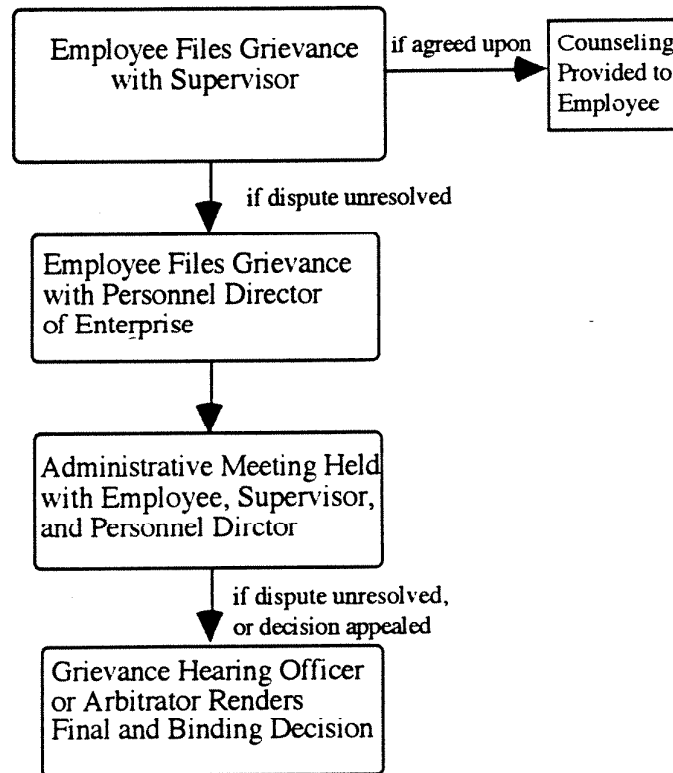 Employee Files Grievance
with Supervisor
if agreed upon
Counseling
Provided to
Employee
if dispute unresolved
Employee Files Grievance
with Personnel Director
of Enterprise
Administrative Meeting Held
with Employee, Supervisor,
and Personnel Dirctor
if dispute unresolved,
or decision appealed
Grievance Hearing Officer
or Arbitrator Renders
Final and Binding Decision